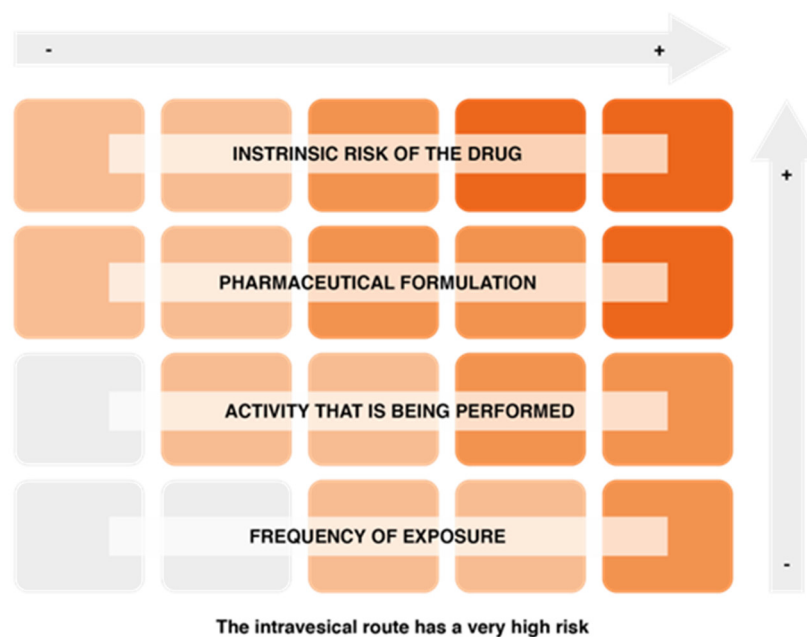 - +
INSTRINSIC RISK OF THE DRUG
+
PHARMACEUTICAL FORMULATION
ACTIVITY THAT IS BEING PERFORMED
FREQUENCY OF EXPOSURE
-
The intravesical route has a very high risk